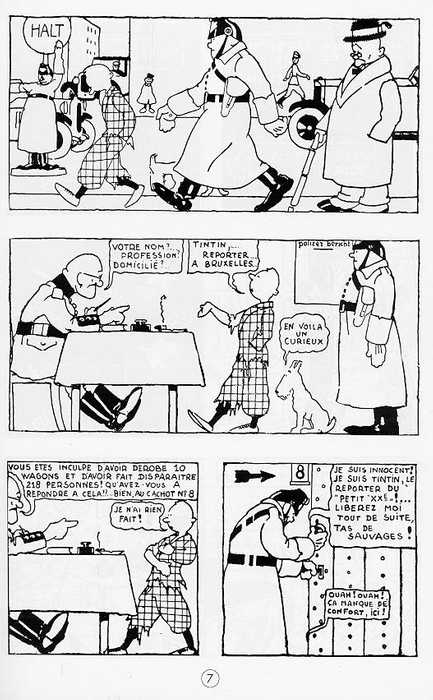 HALT
VOTRE NOM?..
PROFESSION?
DOMICILIÉ?..
TINTIN,...
REPORTER...
A BRUXELLES..
polizei bericht
EN VOILA
UN
CURIEUX
VOUS ETES INCULPE D'AVOIR DEROBE 10
WAGONS ET D'AVOIR FAIT DISPARAITRE
218 PERSONNES! QU'AVEZ-VOUS A
REPONDRE A CELA!!.. BIEN, AU CACHOT N° 8
JE N'AI RIEN
FAIT!
8
JE SUIS INNOCENT!
JE SUIS TINTIN, LE
REPORTER DU
"PETIT XXE"!...
LIBEREZ MOI
TOUT DE SUITE,
TAS DE
SAUVAGES!
OUAH! OUAH!
ÇA MANQUE DE
CONFORT, ICI!
7